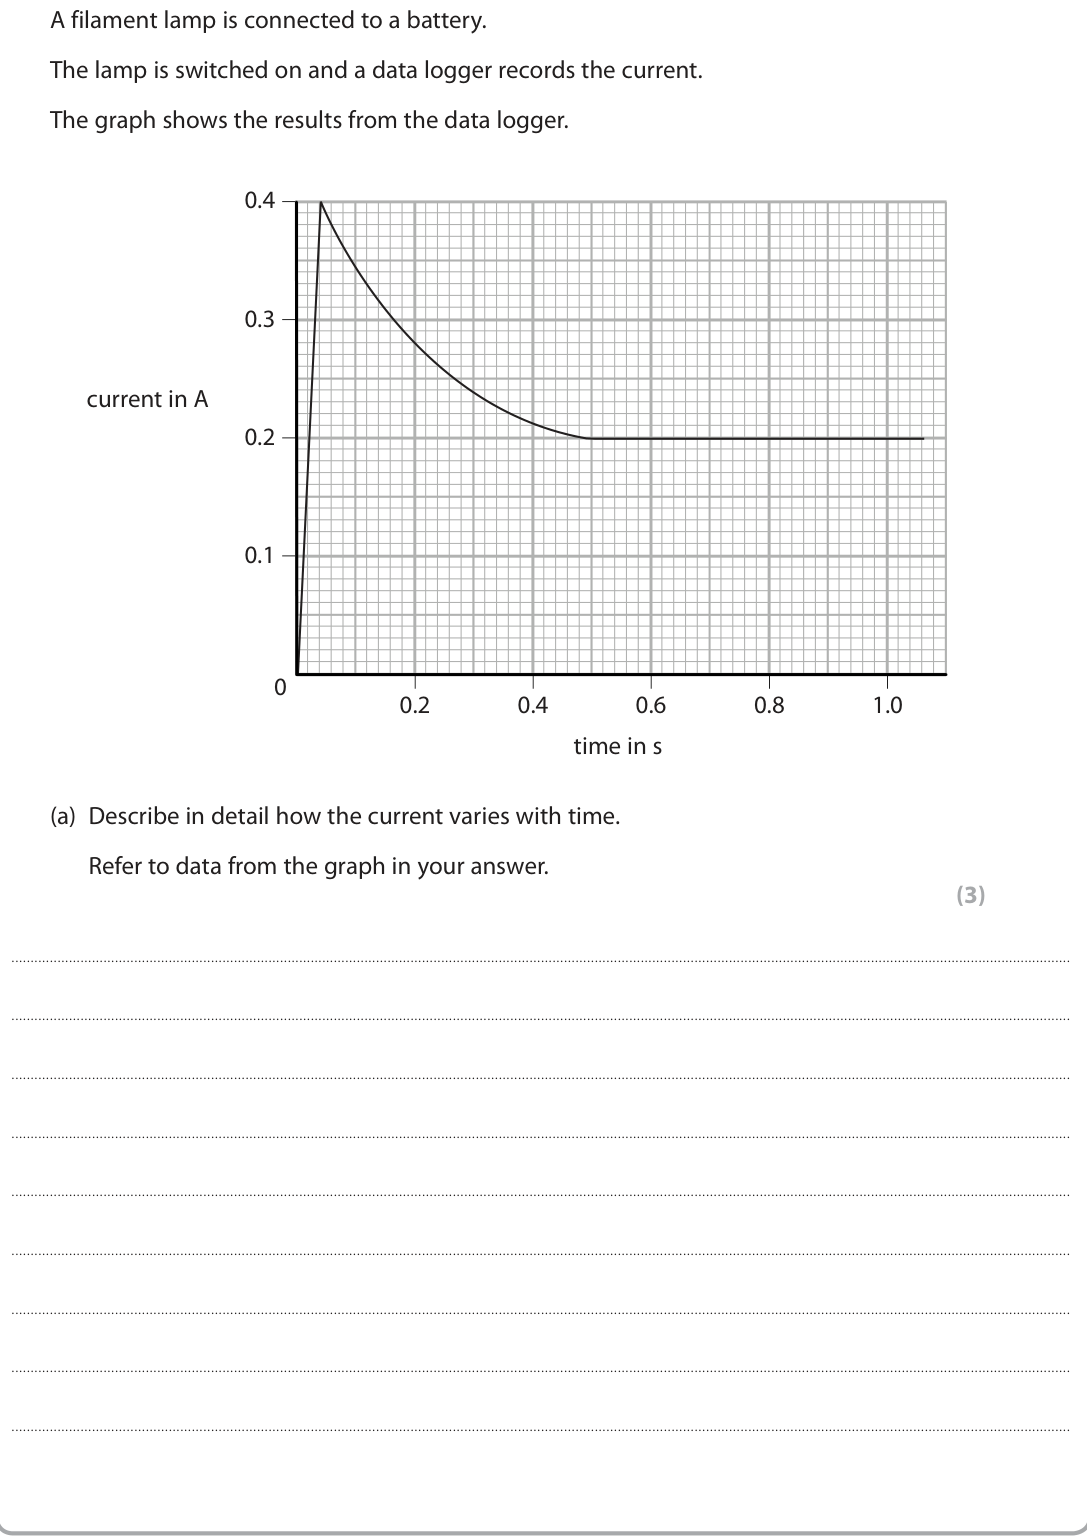 A filament lamp is connected to a battery.
The lamp is switched on and a data logger records the current.
The graph shows the results from the data logger.
0.4
0.3
current in A
0.2
0.1
0
0.2 0.4 0.6 0.8 1.0
time in s
(a) Describe in detail how the current varies with time.
Refer to data from the graph in your answer.
(3)